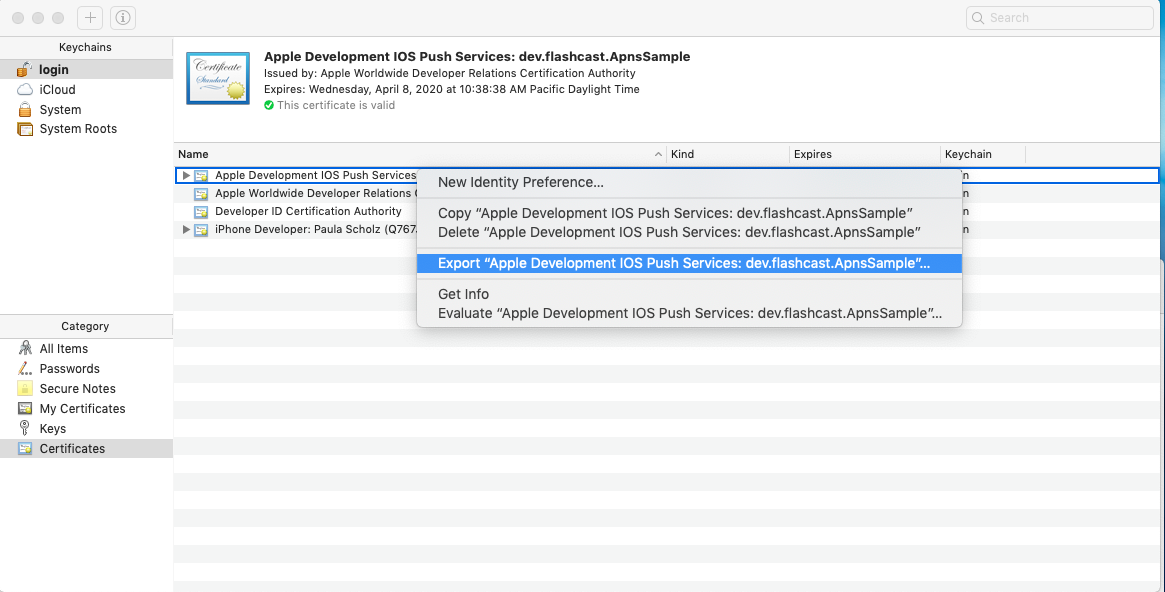 Search
Keychains
login
iCloud
System
System Roots
Certificate
Standard
Apple Development IOS Push Services: dev.flashcast.ApnsSample
Issued by: Apple Worldwide Developer Relations Certification Authority
Expires: Wednesday, April 8, 2020 at 10:38:38 AM Pacific Daylight Time
This certificate is valid
Name Kind Expires Keychain
Apple Development IOS Push Services
Apple Worldwide Developer Relations
Developer ID Certification Authority
iPhone Developer: Paula Scholz (Q767
New Identity Preference...
Copy “Apple Development IOS Push Services: dev.flashcast.ApnsSample”
Delete “Apple Development IOS Push Services: dev.flashcast.ApnsSample”
Export “Apple Development IOS Push Services: dev.flashcast.ApnsSample”...
Get Info
Evaluate “Apple Development IOS Push Services: dev.flashcast.ApnsSample”...
Category
All Items
Passwords
Secure Notes
My Certificates
Keys
Certificates